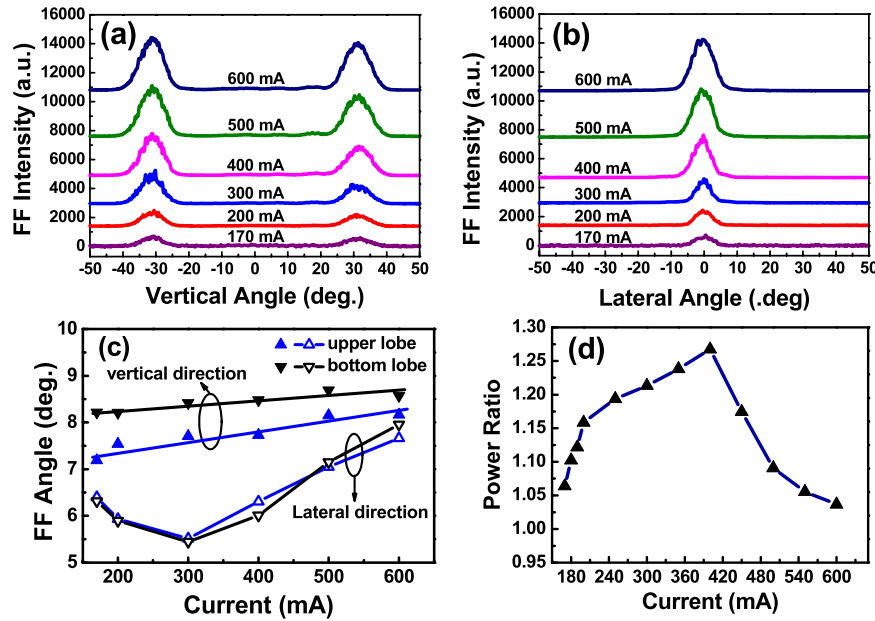 (a)
FF Intensity (a.u.)
16000
14000
12000
10000
8000
6000
4000
2000
0
600 mA
500 mA
400 mA
300 mA
200 mA
170 mA
-50 -40 -30 -20 -10 0 10 20 30 40 50
Vertical Angle (deg.)
(b)
FF Intensity (a.u.)
16000
14000
12000
10000
8000
6000
4000
2000
0
600 mA
500 mA
400 mA
300 mA
200 mA
170 mA
-50 -40 -30 -20 -10 0 10 20 30 40 50
Lateral Angle (.deg)
(c)
FF Angle (deg.)
10
9
8
7
6
5
upper lobe
bottom lobe
vertical direction
Lateral direction
200 300 400 500 600
Current (mA)
(d)
Power Ratio
1.30
1.25
1.20
1.15
1.10
1.05
1.00
0.95
180 240 300 360 420 480 540 600
Current (mA)